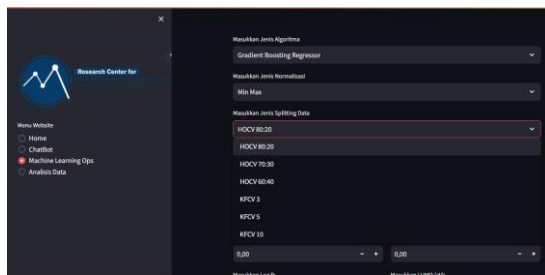 ×
Research Center for
Menu Website
Home
ChatBot
Machine Learning Ops
Analisis Data
Masukkan Jenis Algoritma
Gradient Boosting Regressor
Masukkan Jenis Normalisasi
Min Max
Masukkan Jenis Splitting Data
HOCV 80:20
HOCV 80:20
HOCV 70:30
HOCV 60:40
KFCV 3
KFCV 5
KFCV 10
0,00 - + 0,00 - +